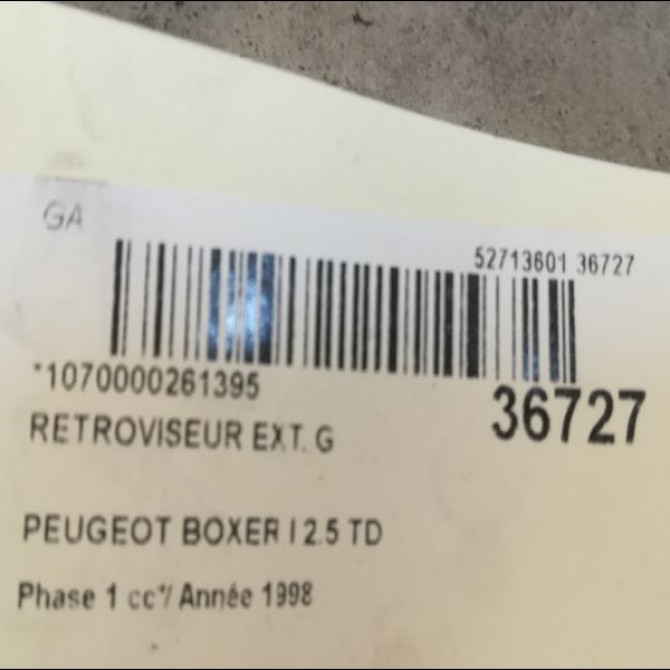 GA
52713601 36727
*1070000261395
36727
RETROVISEUR EXT. G
PEUGEOT BOXER I 2.5 TD
Phase 1 cc*/ Année 1998